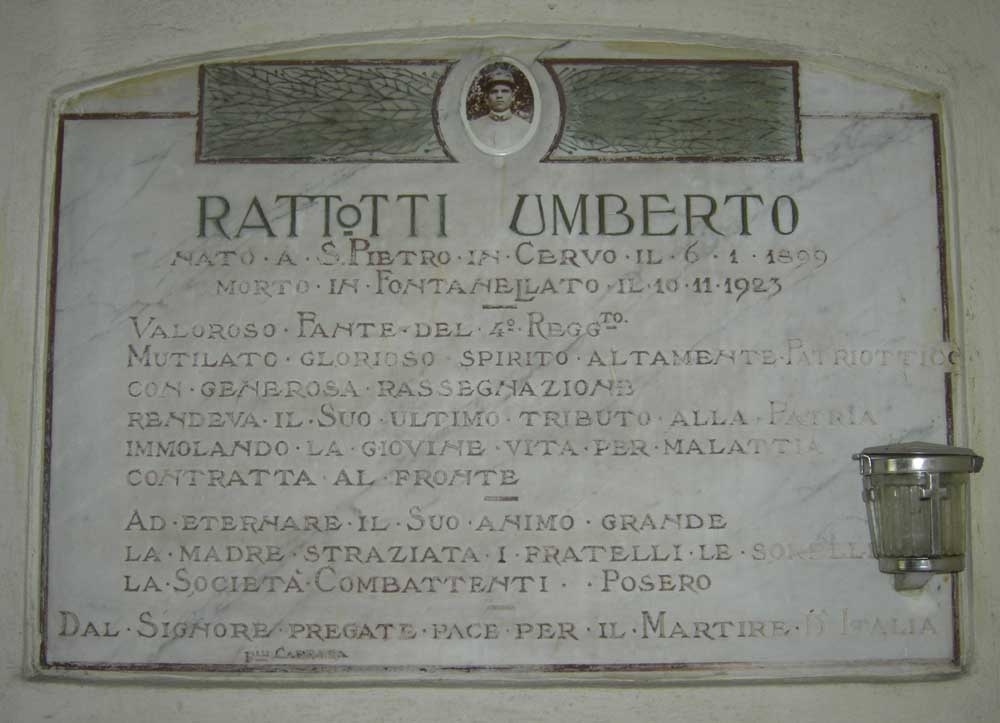 RATTOTTI UMBERTO
NATO · A · S. PIETRO · IN · CERVO · IL · 6 · 1 · 1899
MORTO · IN · FONTANELLATO · IL · 10 · 11 · 1923
VALOROSO · FANTE · DEL · 4º · REGGTO.
MUTILATO · GLORIOSO · SPIRITO · ALTAMENTE · PATRIOTTICO
CON · GENEROSA · RASSEGNAZIONE
RENDEVA · IL · SUO · ULTIMO · TRIBUTO · ALLA · PATRIA
IMMOLANDO · LA · GIOVINE · VITA · PER · MALATTIA
CONTRATTA · AL · FRONTE
AD · ETERNARE · IL · SUO · ANIMO · GRANDE
LA · MADRE · STRAZIATA · I · FRATELLI · LE · SORELL
LA · SOCIETÀ · COMBATTENTI · · POSERO
DAL · SIGNORE · PREGATE · PACE · PER · IL · MARTIRE · D'ITALIA